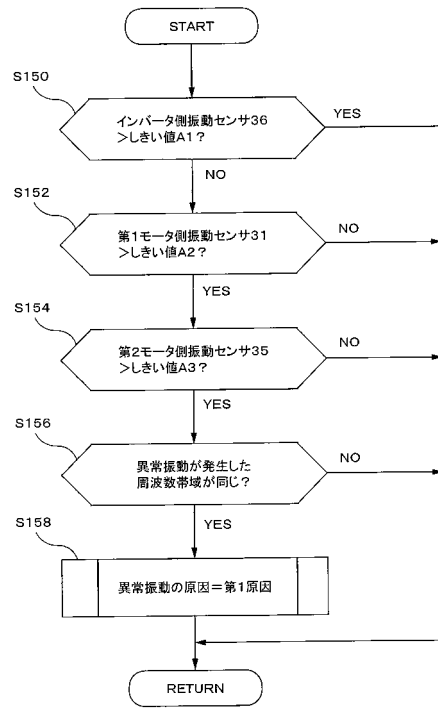 START
S150
インバータ側振動センサ36
>しきい値A1?
YES
NO
S152
第1モータ側振動センサ31
>しきい値A2?
NO
YES
S154
第2モータ側振動センサ35
>しきい値A3?
NO
YES
S156
異常振動が発生した
周波数帯域が同じ?
NO
YES
S158
異常振動の原因=第1原因
RETURN